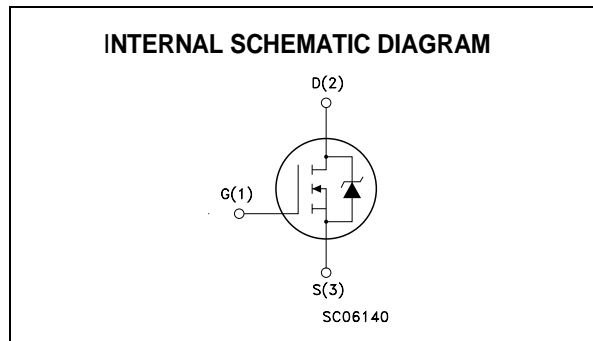 INTERNAL SCHEMATIC DIAGRAM
D(2)
G(1)
S(3)
SC06140